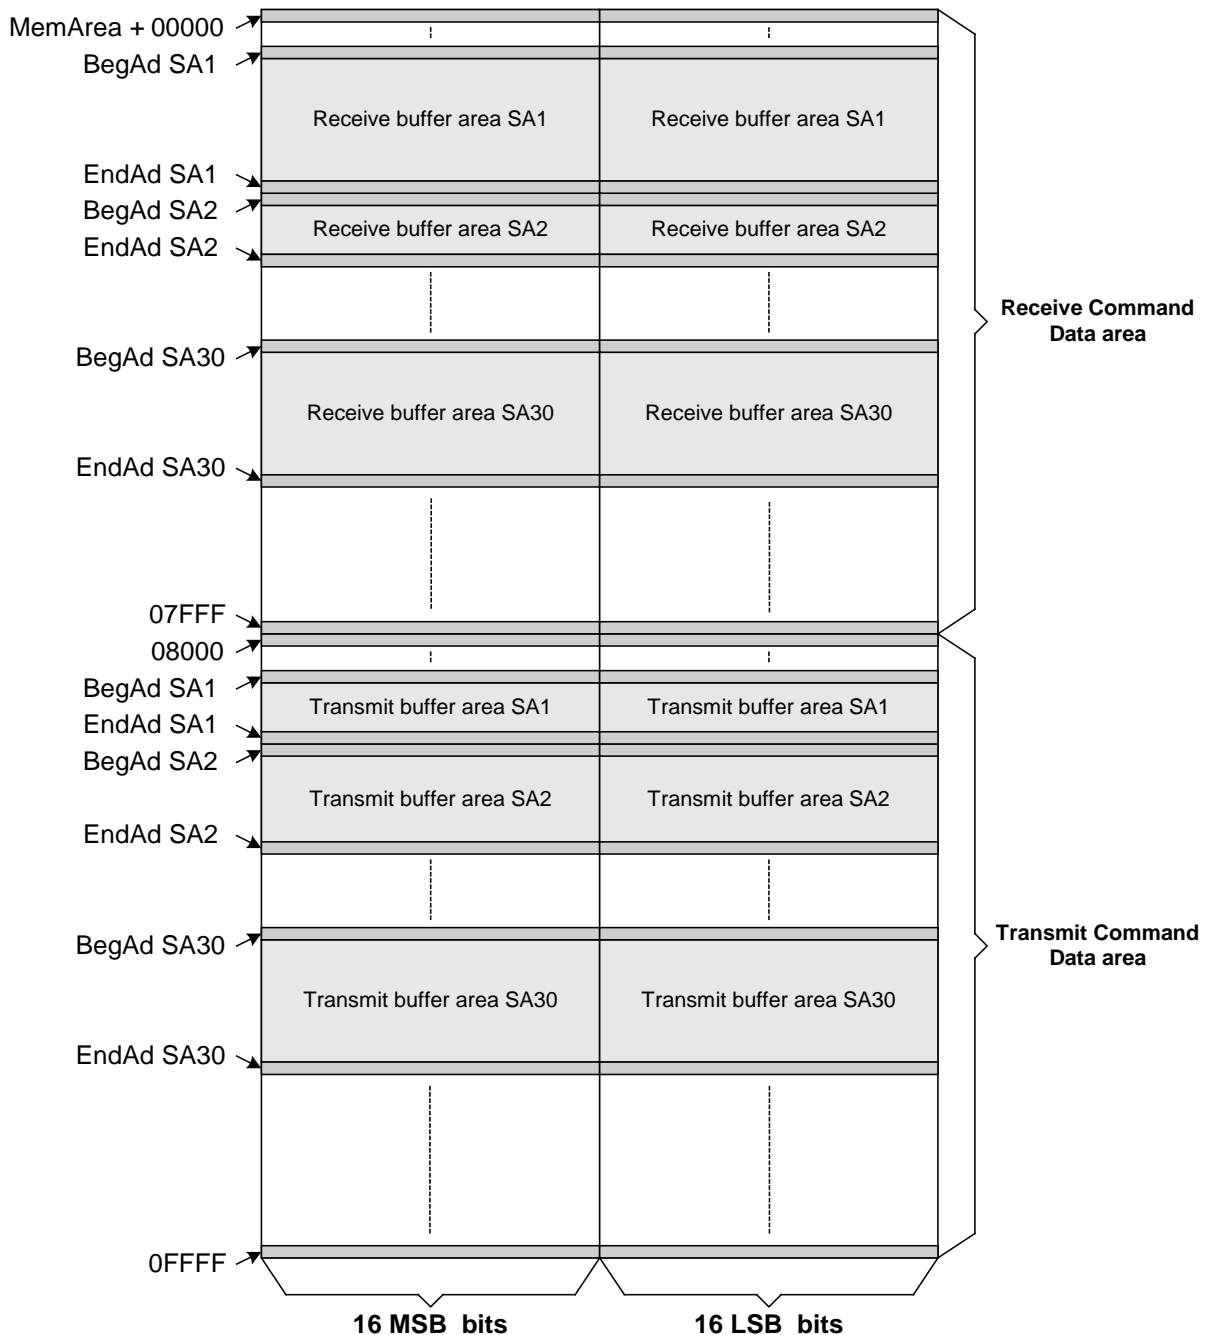 MemArea + 00000
BegAd SA1
Receive buffer area SA1
Receive buffer area SA1
EndAd SA1
BegAd SA2
Receive buffer area SA2
Receive buffer area SA2
EndAd SA2
Receive Command
Data area
BegAd SA30
Receive buffer area SA30
Receive buffer area SA30
EndAd SA30
07FFF
08000
BegAd SA1
Transmit buffer area SA1
Transmit buffer area SA1
EndAd SA1
BegAd SA2
Transmit buffer area SA2
Transmit buffer area SA2
EndAd SA2
BegAd SA30
Transmit Command
Data area
Transmit buffer area SA30
Transmit buffer area SA30
EndAd SA30
0FFFF
16 MSB bits
16 LSB bits